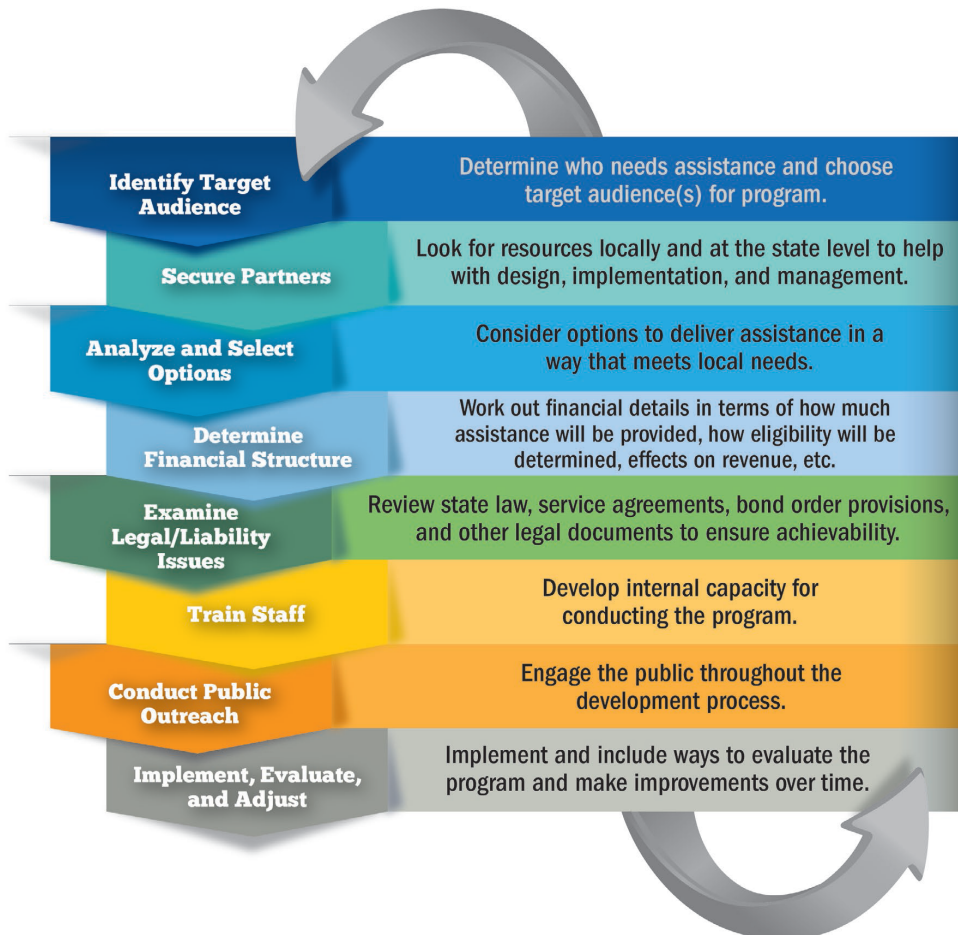 Identify Target
Audience
Determine who needs assistance and choose
target audience(s) for program.
Secure Partners
Look for resources locally and at the state level to help
with design, implementation, and management.
Analyze and Select
Options
Consider options to deliver assistance in a
way that meets local needs.
Determine
Financial Structure
Work out financial details in terms of how much
assistance will be provided, how eligibility will be
determined, effects on revenue, etc.
Examine
Legal/Liability
Issues
Review state law, service agreements, bond order provisions,
and other legal documents to ensure achievability.
Train Staff
Develop internal capacity for
conducting the program.
Conduct Public
Outreach
Engage the public throughout the
development process.
Implement, Evaluate,
and Adjust
Implement and include ways to evaluate the
program and make improvements over time.